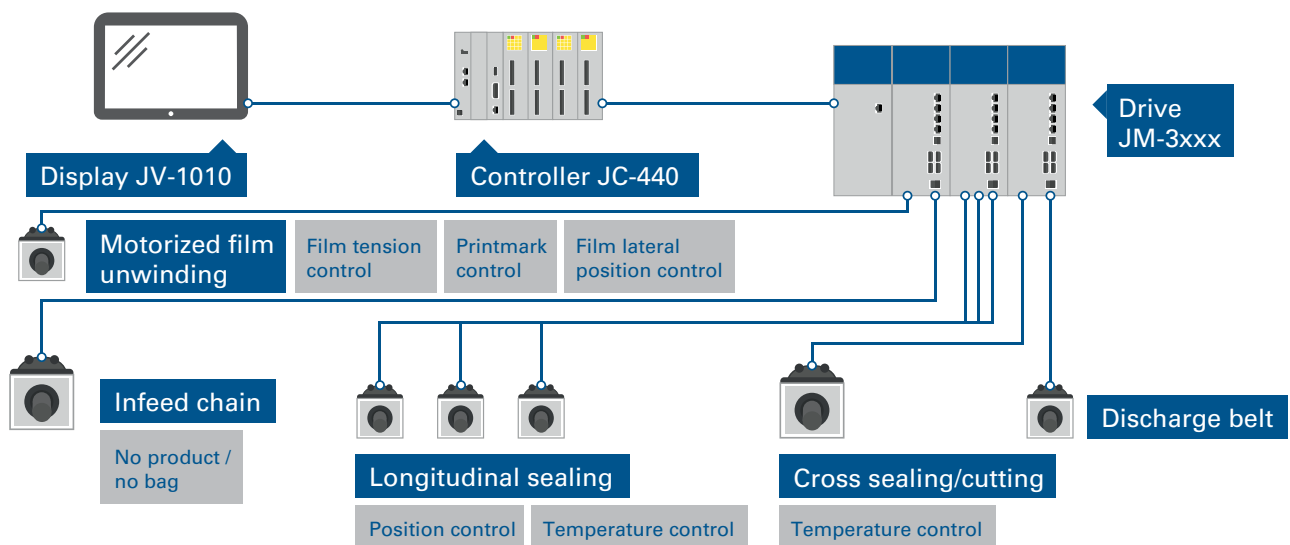 Display JV-1010
Controller JC-440
Drive
JM-3xxx
Motorized film
unwinding
Film tension
control
Printmark
control
Film lateral
position control
Infeed chain
No product /
no bag
Longitudinal sealing
Position control
Temperature control
Cross sealing/cutting
Temperature control
Discharge belt